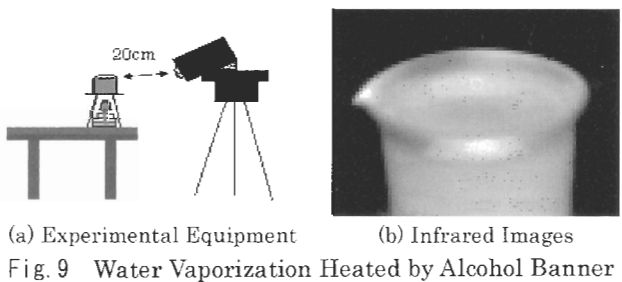 20cm
(a) Experimental Equipment
(b) Infrared Images
Fig. 9 Water Vaporization Heated by Alcohol Banner